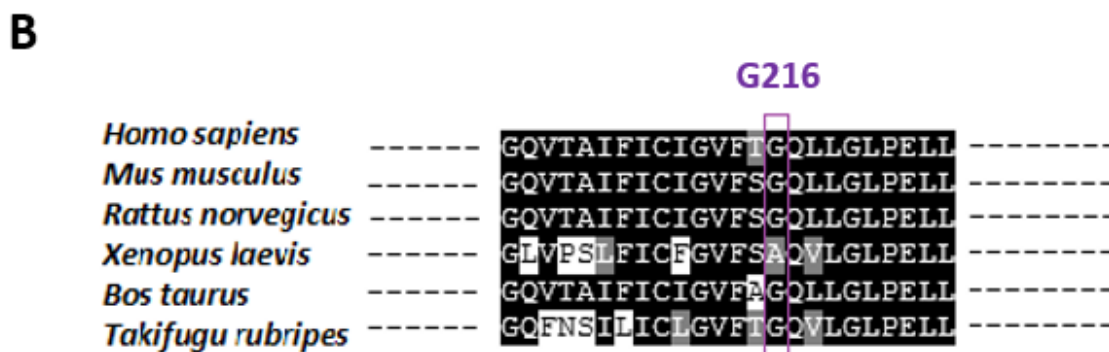 B
G216
Homo sapiens ------ GQVTAIFICIGVFTGQLLGLPELL --------
Mus musculus ------ GQVTAIFICIGVFSGQLLGLPELL --------
Rattus norvegicus ------ GQVTAIFICIGVFSGQLLGLPELL --------
Xenopus laevis ------ GLVPSLFICFGVFSAQVLGLPELL --------
Bos taurus ------ GQVTAIFICIGVFAGQLLGLPELL --------
Takifugu rubripes ------ GQFNSILICLGVFTGQVLGLPELL --------